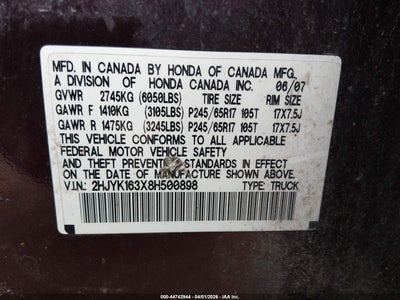 MFD. IN CANADA BY HONDA OF CANADA MFG.,
A DIVISION OF HONDA CANADA INC. 06/07
GVWR 2745KG (6050LBS) TIRE SIZE RIM SIZE
GAWR F 1410KG (3105LBS) P245/65R17 105T 17X7.5J
GAWR R 1475KG (3245LBS) P245/65R17 105T 17X7.5J
THIS VEHICLE CONFORMS TO ALL APPLICABLE
FEDERAL MOTOR VEHICLE SAFETY
AND THEFT PREVENTION STANDARDS IN EFFECT
ON THE DATE OF MANUFACTURE SHOWN ABOVE.
V.I.N.: 2HJYK163X8H500898 TYPE: TRUCK
000-44742944 - 04/01/2026 - IAA Inc.